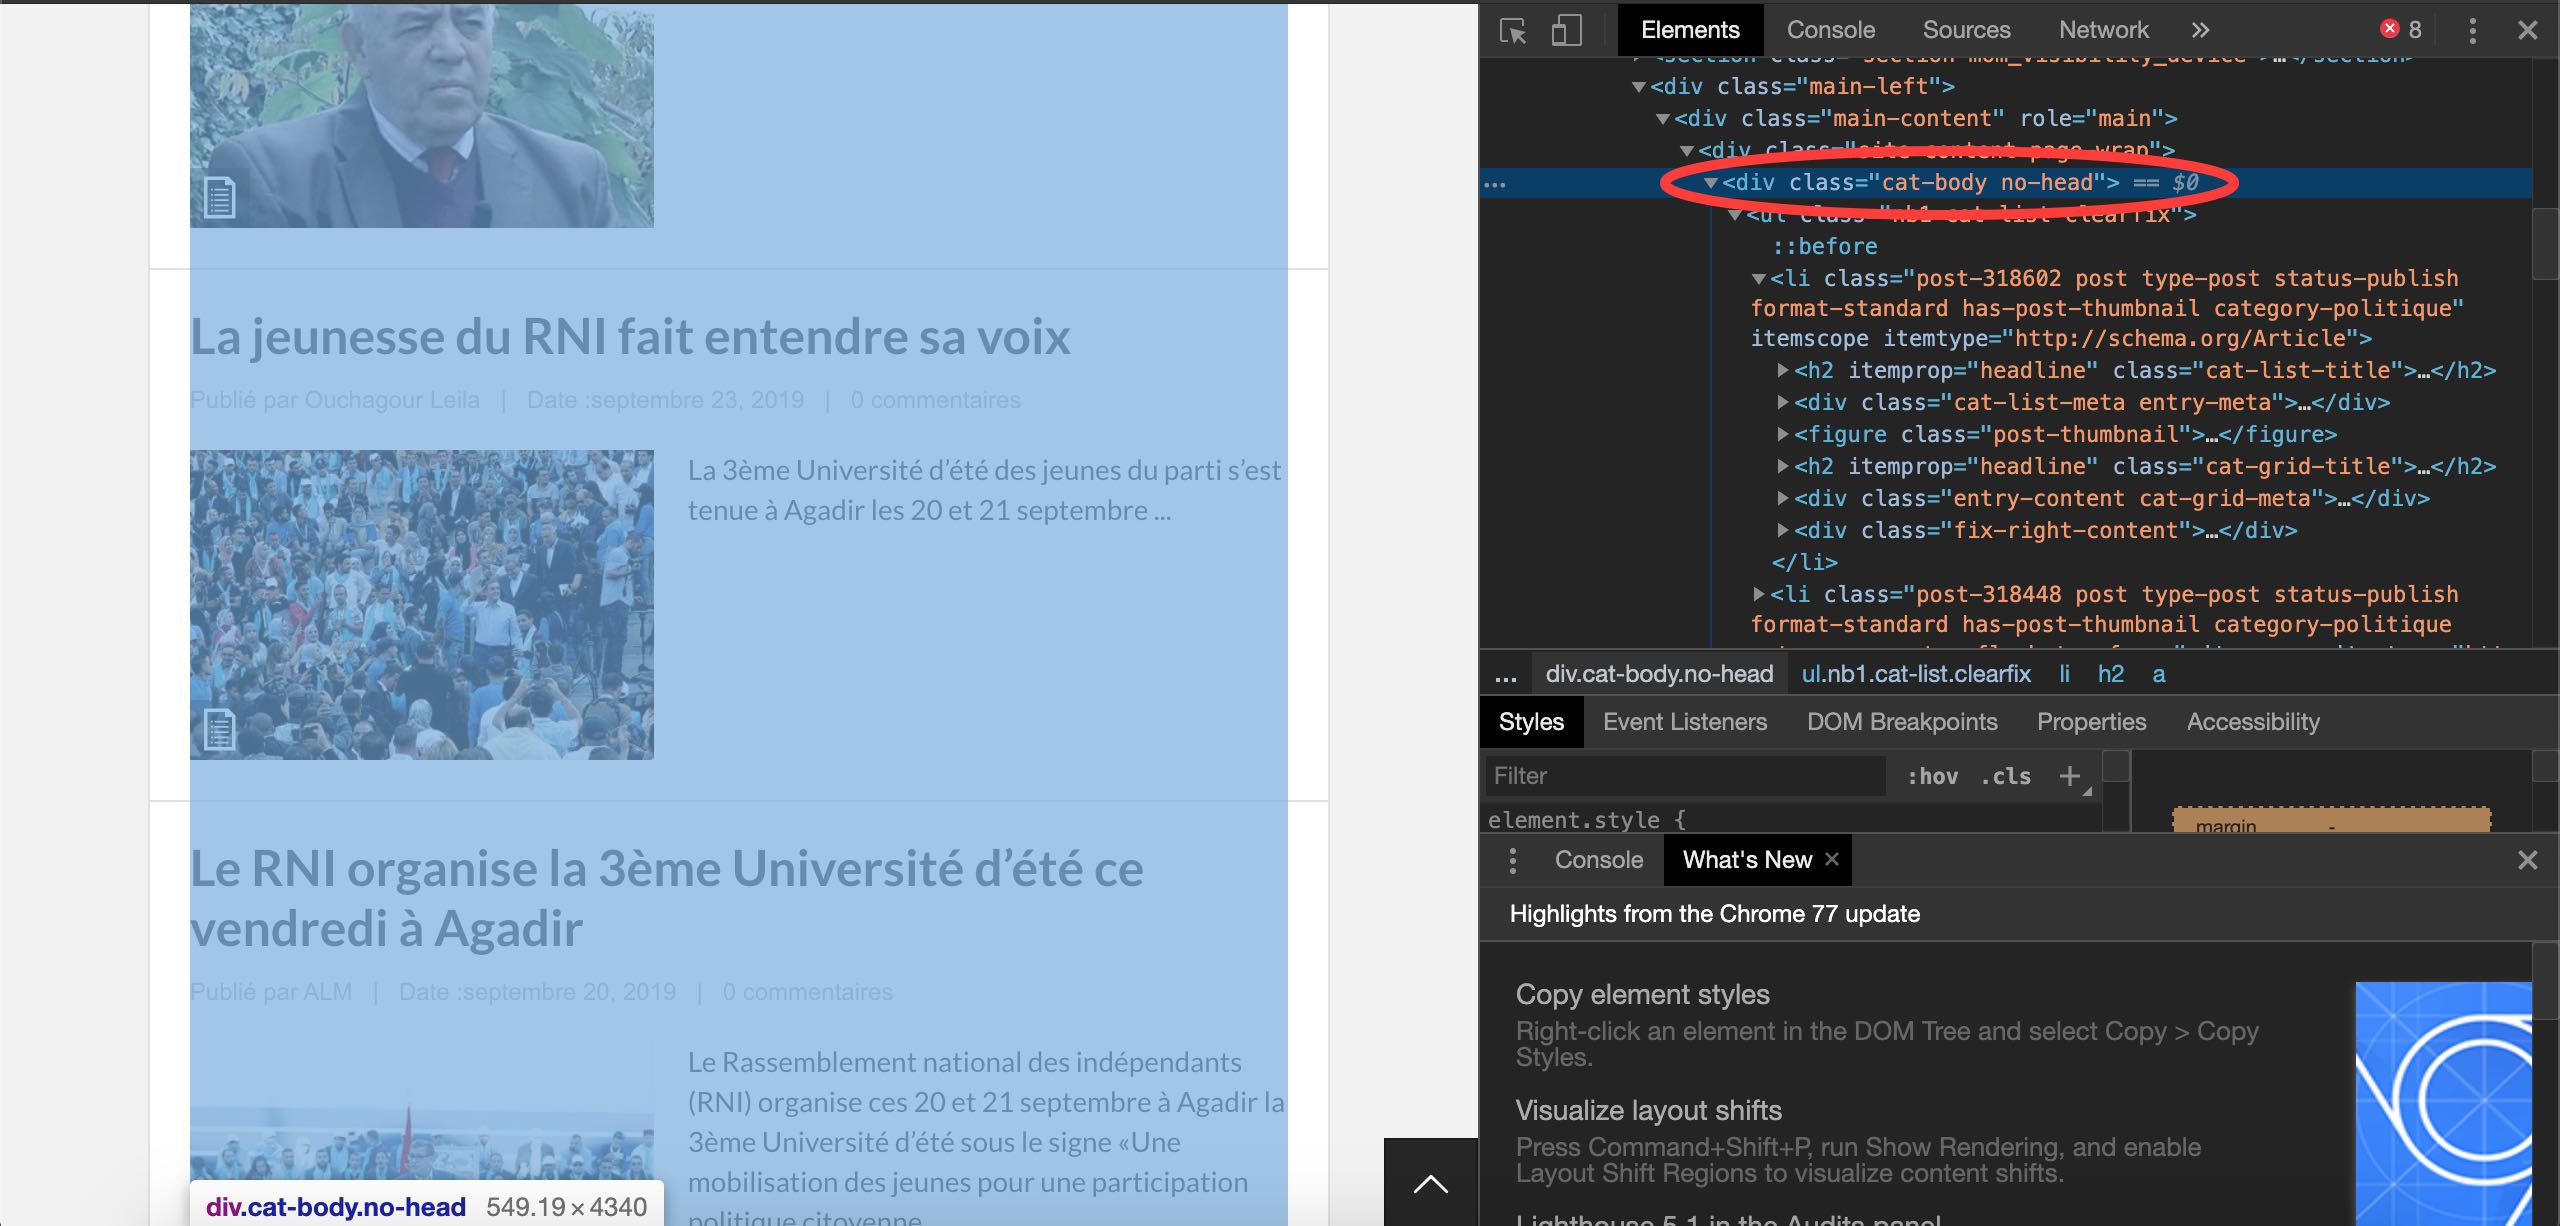 La jeunesse du RNI fait entendre sa voix
Publié par Ouchagour Leila | Date :septembre 23, 2019 | 0 commentaires
La 3ème Université d’été des jeunes du parti s’est
tenue à Agadir les 20 et 21 septembre ...
Le RNI organise la 3ème Université d’été ce
vendredi à Agadir
Publié par ALM | Date :septembre 20, 2019 | 0 commentaires
Le Rassemblement national des indépendants
(RNI) organise ces 20 et 21 septembre à Agadir la
3ème Université d’été sous le signe «Une
mobilisation des jeunes pour une participation
politique citoyenne
div.cat-body.no-head 549.19×4340
Elements Console Sources Network » 8
<section class="section mom_visibility_device">…</section>
<div class="main-left">
<div class="main-content" role="main">
<div class="site-content page-wrap">
… <div class="cat-body no-head"> == $0
<ul class="nb1 cat-list clearfix">
::before
<li class="post-318602 post type-post status-publish
format-standard has-post-thumbnail category-politique"
itemscope itemtype="http://schema.org/Article">
<h2 itemprop="headline" class="cat-list-title">…</h2>
<div class="cat-list-meta entry-meta">…</div>
<figure class="post-thumbnail">…</figure>
<h2 itemprop="headline" class="cat-grid-title">…</h2>
<div class="entry-content cat-grid-meta">…</div>
<div class="fix-right-content">…</div>
</li>
<li class="post-318448 post type-post status-publish
format-standard has-post-thumbnail category-politique
... div.cat-body.no-head ul.nb1.cat-list.clearfix li h2 a
Styles Event Listeners DOM Breakpoints Properties Accessibility
Filter :hov .cls +
element.style {
margin -
Console What's New ×
Highlights from the Chrome 77 update
Copy element styles
Right-click an element in the DOM Tree and select Copy > Copy
Styles.
Visualize layout shifts
Press Command+Shift+P, run Show Rendering, and enable
Layout Shift Regions to visualize content shifts.
Lighthouse 5.1 in the Audits panel